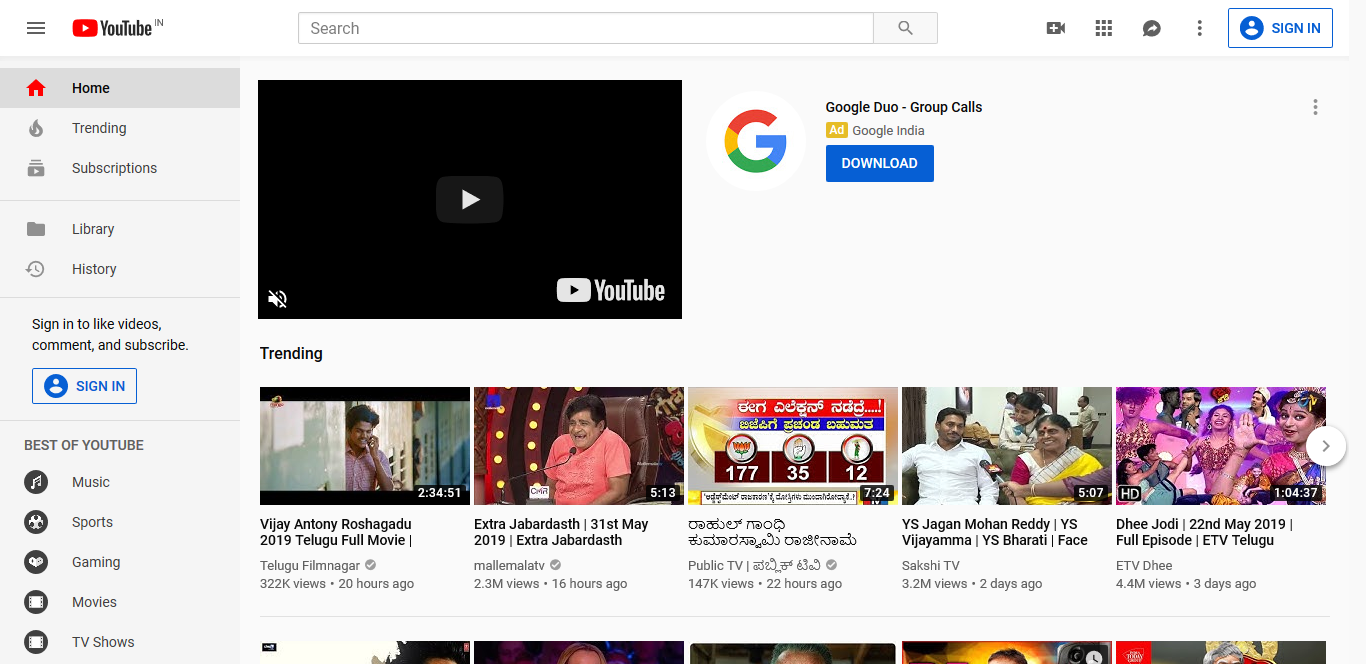 YouTube IN
Search
SIGN IN
Home
Trending
Subscriptions
Library
History
Sign in to like videos,
comment, and subscribe.
SIGN IN
BEST OF YOUTUBE
Music
Sports
Gaming
Movies
TV Shows
YouTube
Google Duo - Group Calls
Ad Google India
DOWNLOAD
Trending
2:34:51
Vijay Antony Roshagadu
2019 Telugu Full Movie |
Telugu Filmnagar
322K views • 20 hours ago
5:13
Extra Jabardasth | 31st May
2019 | Extra Jabardasth
mallemalatv
2.3M views • 16 hours ago
ಈಗ ಎಲೆಕ್ಷನ್ ನಡೆದ್ರೆ.....!
ಬಿಜೆಪಿಗೆ ಪ್ರಚಂಡ ಬಹುಮತ
177 35 12
7:24
ರಾಹುಲ್ ಗಾಂಧಿ
ಕುಮಾರಸ್ವಾಮಿ ರಾಜೀನಾಮೆ
Public TV | ಪಬ್ಲಿಕ್ ಟಿವಿ
147K views • 22 hours ago
5:07
YS Jagan Mohan Reddy | YS
Vijayamma | YS Bharati | Face
Sakshi TV
3.2M views • 2 days ago
HD 1:04:37
Dhee Jodi | 22nd May 2019 |
Full Episode | ETV Telugu
ETV Dhee
4.4M views • 3 days ago